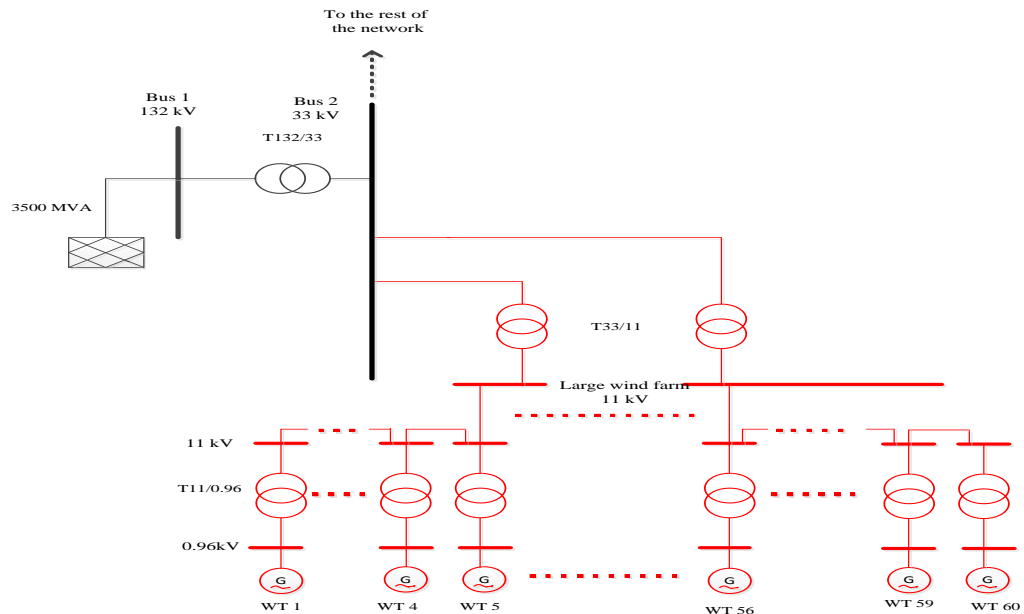 To the rest of
the network
Bus 1
132 kV
Bus 2
33 kV
T132/33
3500 MVA
T33/11
Large wind farm
11 kV
11 kV
T11/0.96
0.96kV
G
G
G
G
G
G
WT 1
WT 4
WT 5
WT 56
WT 59
WT 60